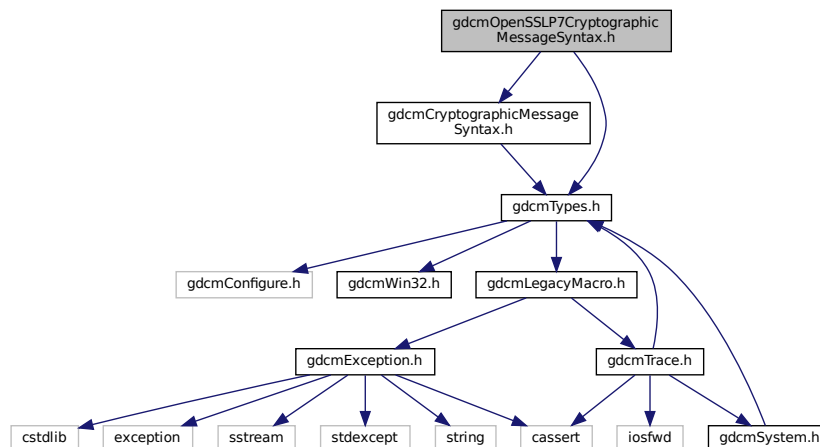 gdcmOpenSSLP7Cryptographic
MessageSyntax.h
gdcmCryptographicMessage
Syntax.h
gdcmTypes.h
gdcmConfigure.h
gdcmWin32.h
gdcmLegacyMacro.h
gdcmException.h
gdcmTrace.h
cstdlib
exception
sstream
stdexcept
string
cassert
iosfwd
gdcmSystem.h